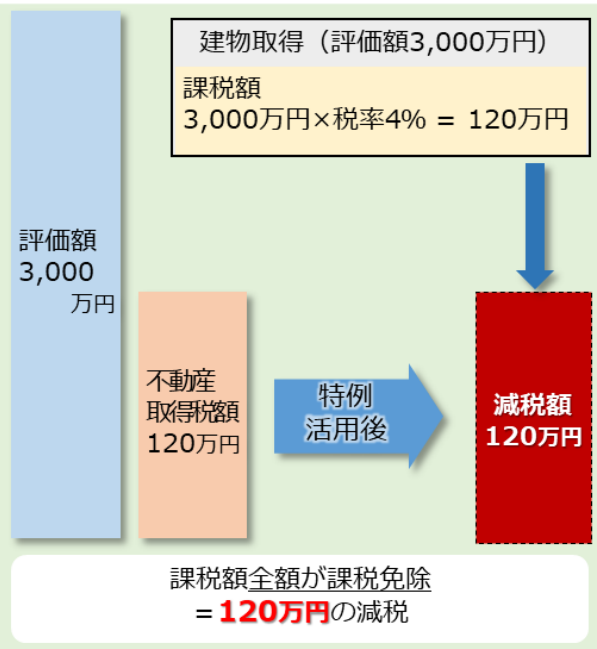 建物取得（評価額3,000万円）
課税額
3,000万円×税率4% = 120万円
評価額
3,000
万円
不動産
取得税額
120万円
特例
活用後
減税額
120万円
課税額全額が課税免除
=120万円の減税